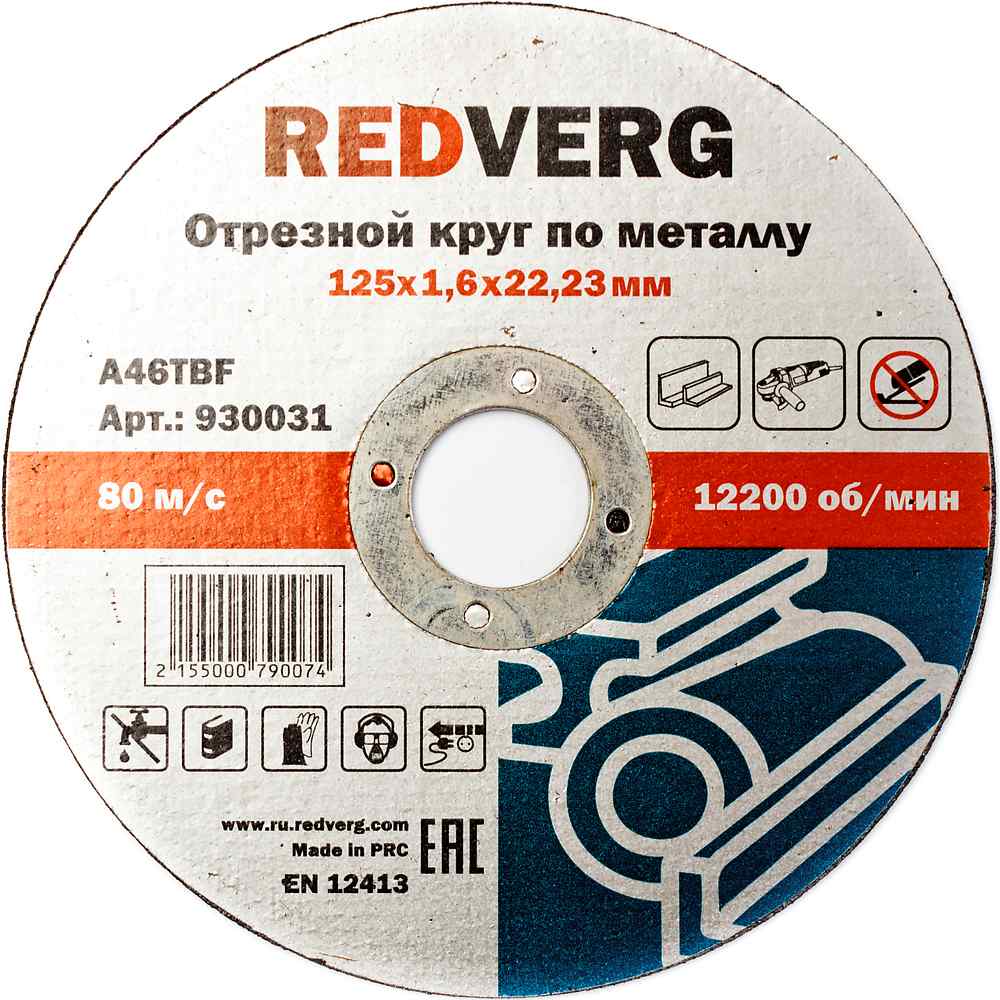 REDVERG
Отрезной круг по металлу
125x1,6x22,23мм
A46TBF
Арт.: 930031
80 м/с
12200 об/мин
2 155000 790074
www.ru.redverg.com
Made in PRC
EAC
EN 12413